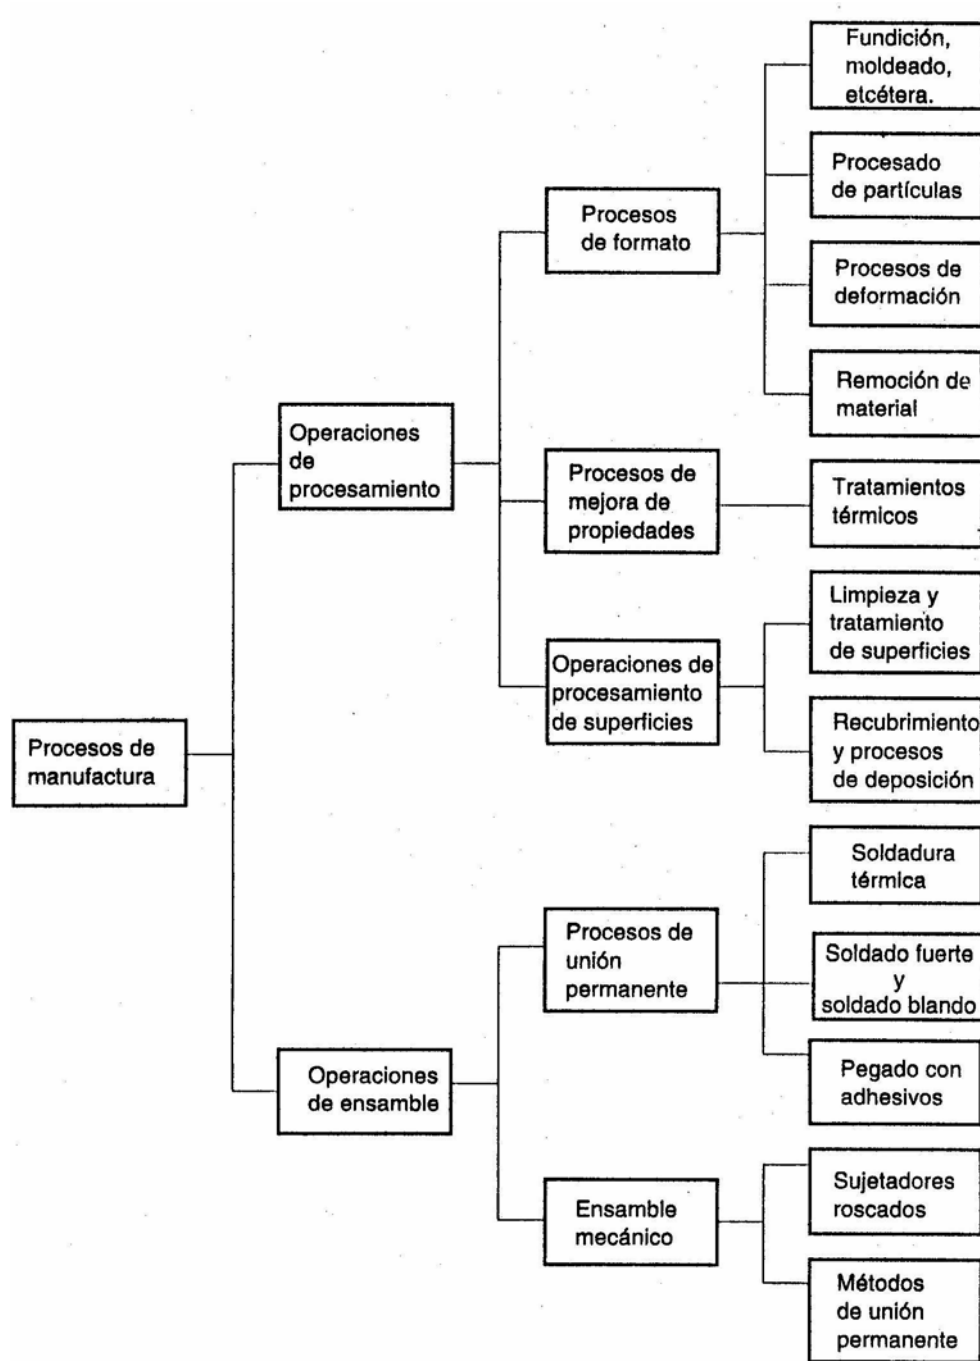 Fundición,
moldeado,
etcétera.
Procesado
de partículas
Procesos
de formato
Procesos de
deformación
Remoción de
material
Operaciones
de
procesamiento
Procesos de
mejora de
propiedades
Tratamientos
térmicos
Limpieza y
tratamiento
de superficies
Operaciones de
procesamiento
de superficies
Procesos de
manufactura
Recubrimiento
y procesos
de deposición
Soldadura
térmica
Procesos de
unión
permanente
Soldado fuerte
y
soldado blando
Operaciones
de ensamble
Pegado con
adhesivos
Sujetadores
roscados
Ensamble
mecánico
Métodos
de unión
permanente